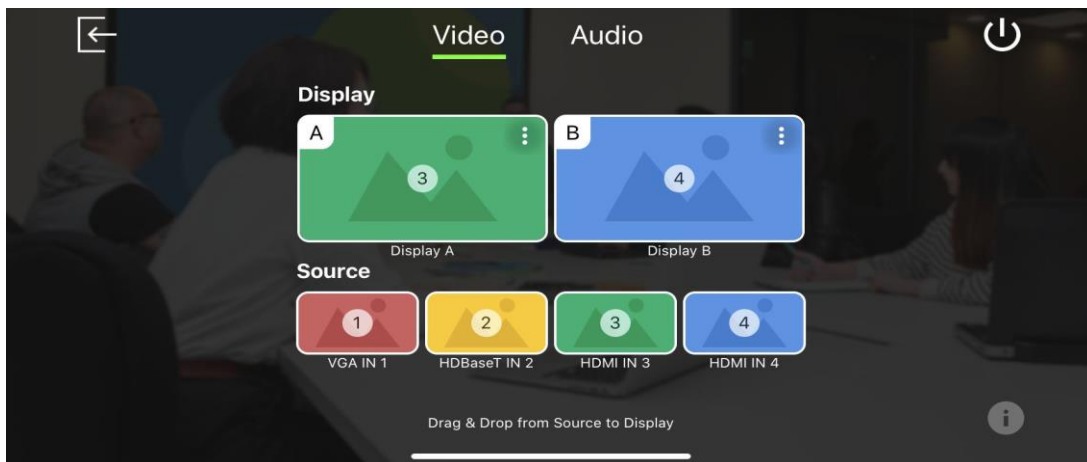 Video Audio
Display
A B
3 4
Display A Display B
Source
1 2 3 4
VGA IN 1 HDBaseT IN 2 HDMI IN 3 HDMI IN 4
Drag & Drop from Source to Display
i